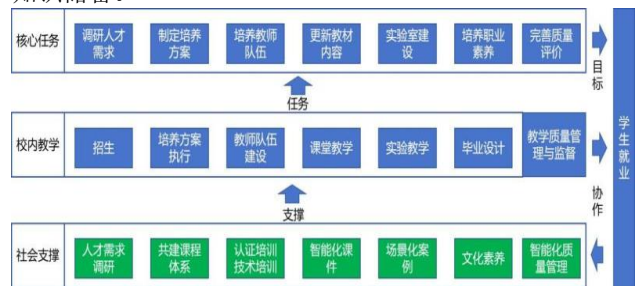 核心任务
调研人才
需求
制定培养
方案
培养教师
队伍
更新教材
内容
实验室建
设
培养职业
素养
完善质量
评价
目
标
任务
校内教学
招生
培养方案
执行
教师队伍
建设
课堂教学
实验教学
毕业设计
教学质量管
理与监督
学
生
就
业
支撑
协
作
社会支撑
人才需求
调研
共建课程
体系
认证培训
技术培训
智能化课
件
场景化案
例
文化素养
智能化质
量管理